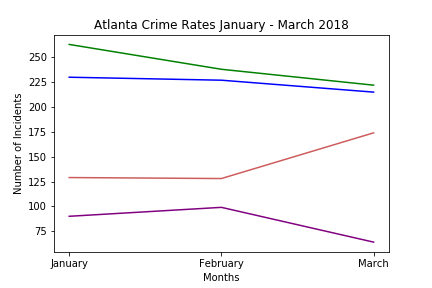 Atlanta Crime Rates January - March 2018
Number of Incidents
250
225
200
175
150
125
100
75
January February March
Months